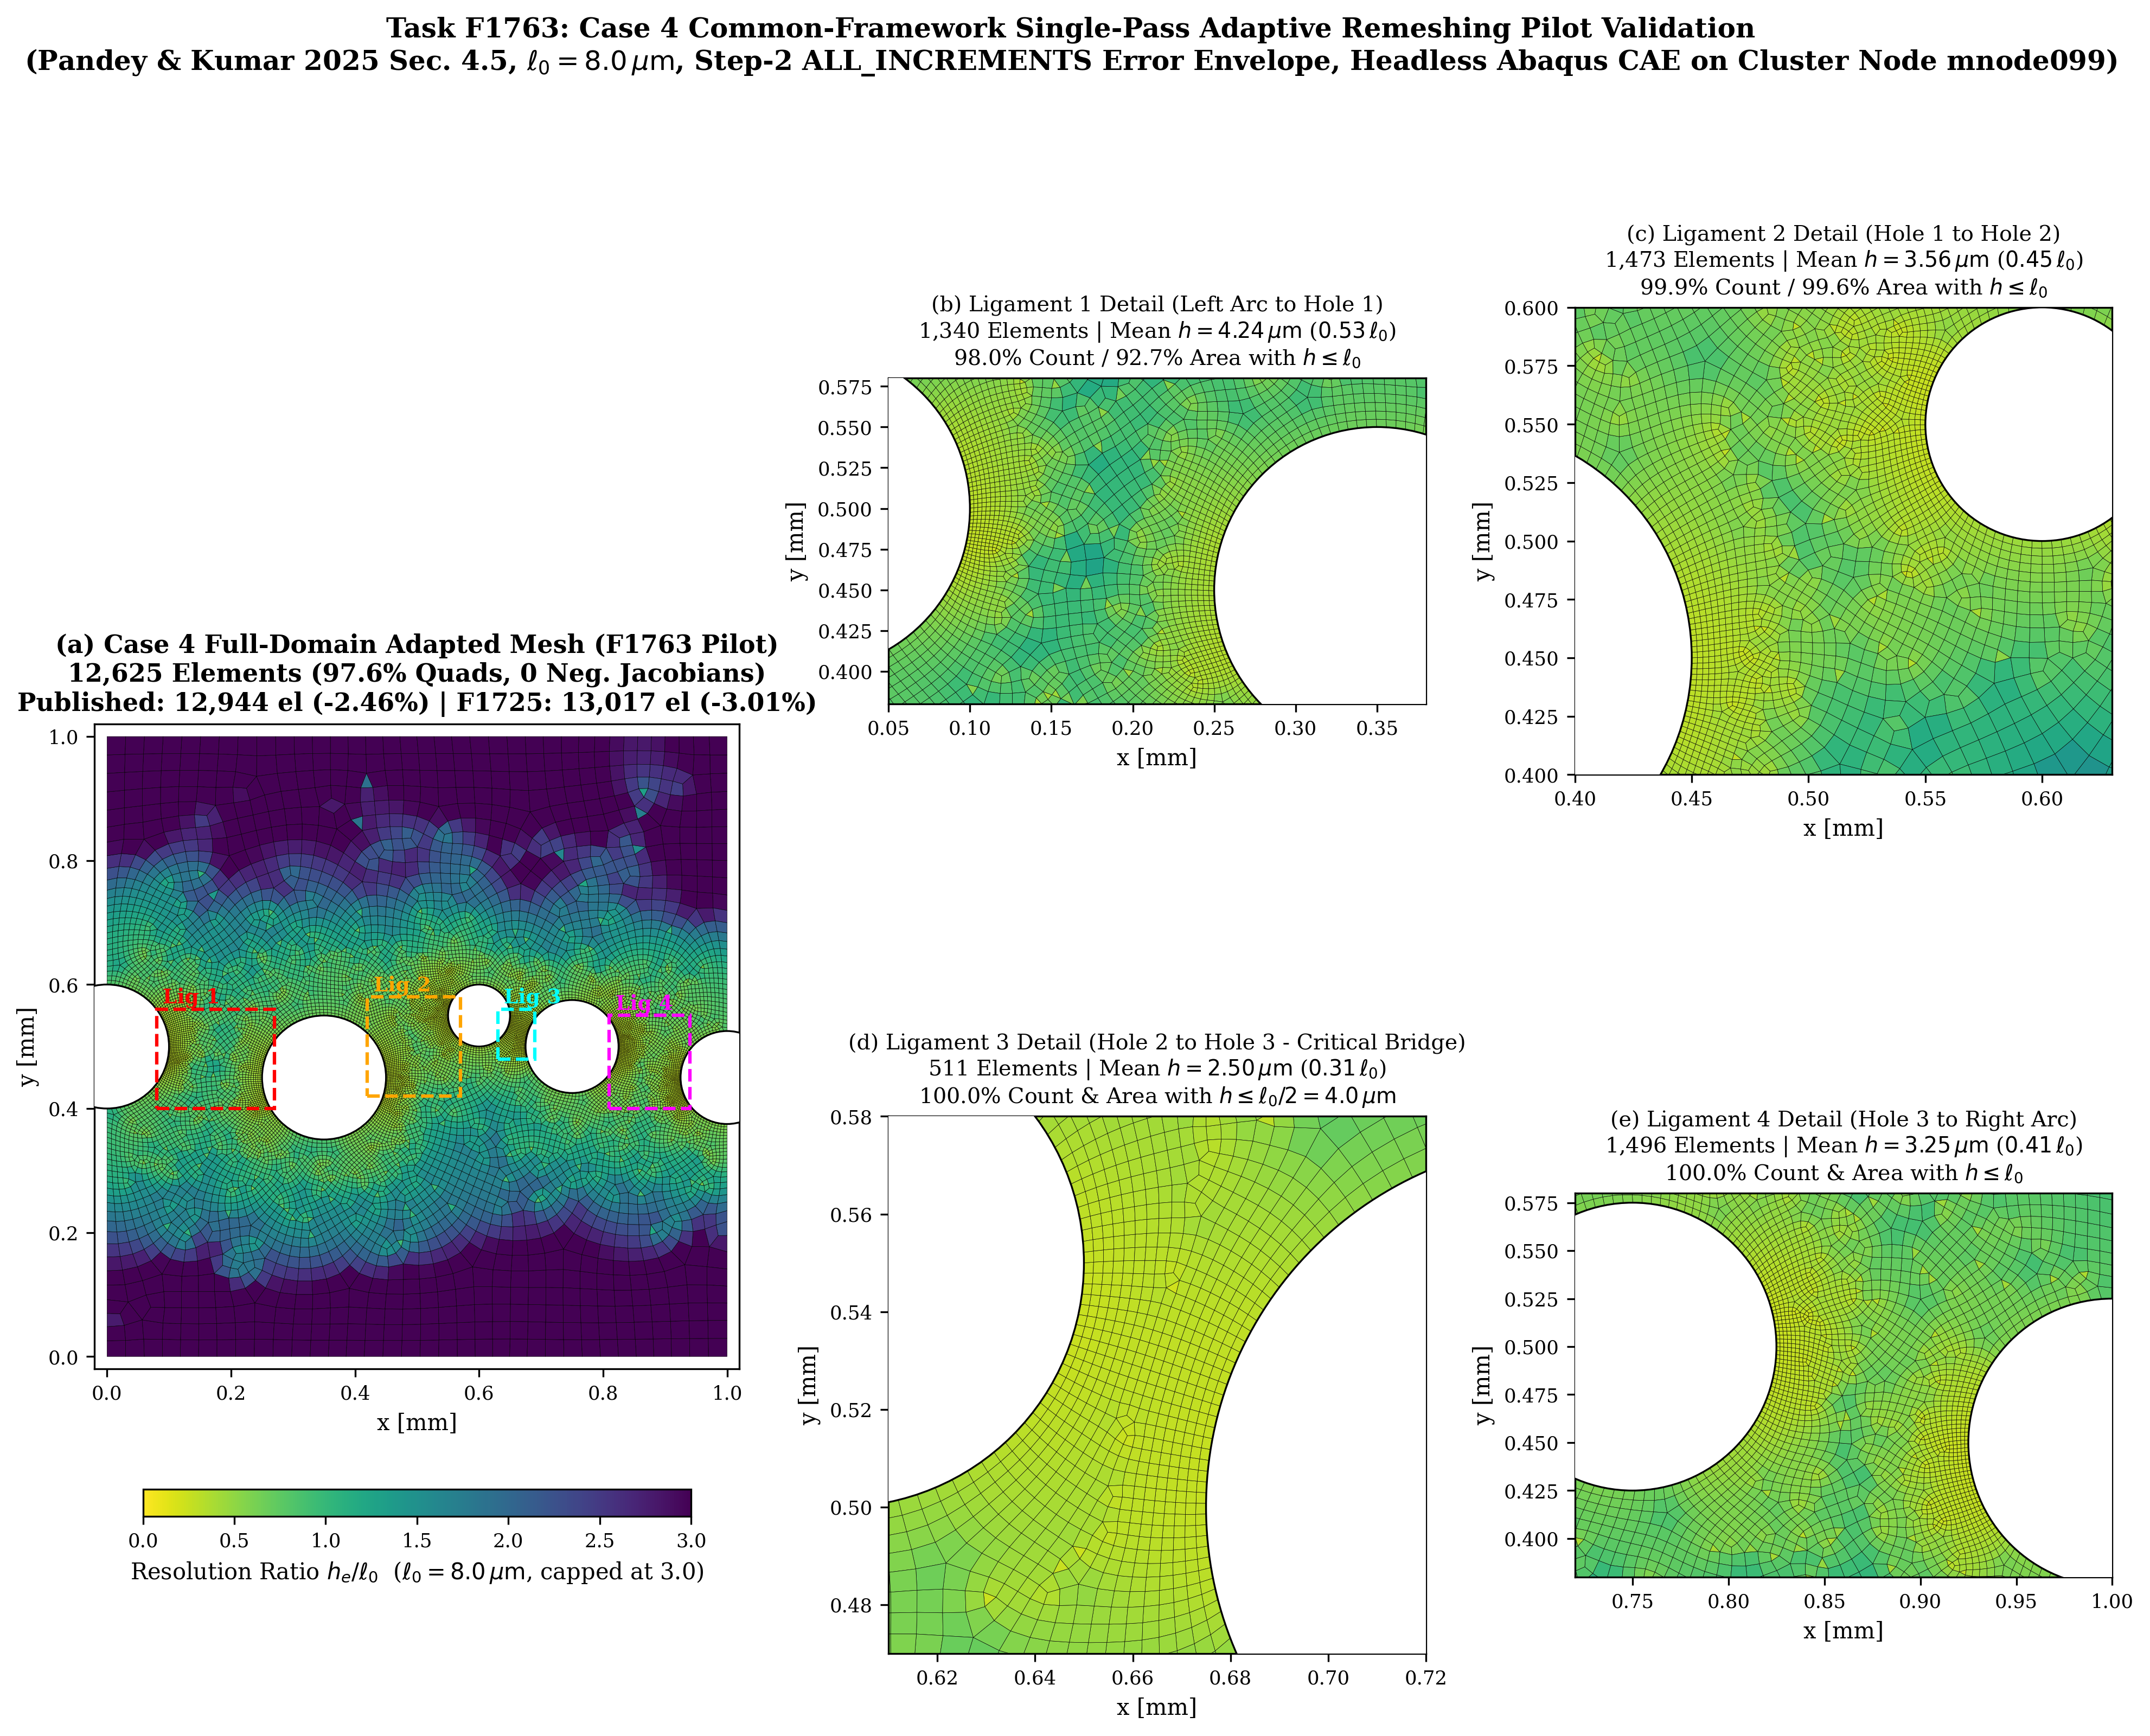 Task F1763: Case 4 Common-Framework Single-Pass Adaptive Remeshing Pilot Validation
(Pandey & Kumar 2025 Sec. 4.5, ℓ₀ = 8.0 μm, Step-2 ALL_INCREMENTS Error Envelope, Headless Abaqus CAE on Cluster Node mnode099)
(a) Case 4 Full-Domain Adapted Mesh (F1763 Pilot)
12,625 Elements (97.6% Quads, 0 Neg. Jacobians)
Published: 12,944 el (-2.46%) | F1725: 13,017 el (-3.01%)
y [mm]
1.0
0.8
0.6
0.4
0.2
0.0
Lig 1
Lig 2
Lig 3
Lig 4
0.0 0.2 0.4 0.6 0.8 1.0
x [mm]
0.0 0.5 1.0 1.5 2.0 2.5 3.0
Resolution Ratio hₑ/ℓ₀ (ℓ₀ = 8.0 μm, capped at 3.0)
(b) Ligament 1 Detail (Left Arc to Hole 1)
1,340 Elements | Mean h = 4.24 μm (0.53 ℓ₀)
98.0% Count / 92.7% Area with h ≤ ℓ₀
y [mm]
0.575
0.550
0.525
0.500
0.475
0.450
0.425
0.400
0.05 0.10 0.15 0.20 0.25 0.30 0.35
x [mm]
(c) Ligament 2 Detail (Hole 1 to Hole 2)
1,473 Elements | Mean h = 3.56 μm (0.45 ℓ₀)
99.9% Count / 99.6% Area with h ≤ ℓ₀
y [mm]
0.600
0.575
0.550
0.525
0.500
0.475
0.450
0.425
0.400
0.40 0.45 0.50 0.55 0.60
x [mm]
(d) Ligament 3 Detail (Hole 2 to Hole 3 - Critical Bridge)
511 Elements | Mean h = 2.50 μm (0.31 ℓ₀)
100.0% Count & Area with h ≤ ℓ₀/2 = 4.0 μm
y [mm]
0.58
0.56
0.54
0.52
0.50
0.48
0.62 0.64 0.66 0.68 0.70 0.72
x [mm]
(e) Ligament 4 Detail (Hole 3 to Right Arc)
1,496 Elements | Mean h = 3.25 μm (0.41 ℓ₀)
100.0% Count & Area with h ≤ ℓ₀
y [mm]
0.575
0.550
0.525
0.500
0.475
0.450
0.425
0.400
0.75 0.80 0.85 0.90 0.95 1.00
x [mm]